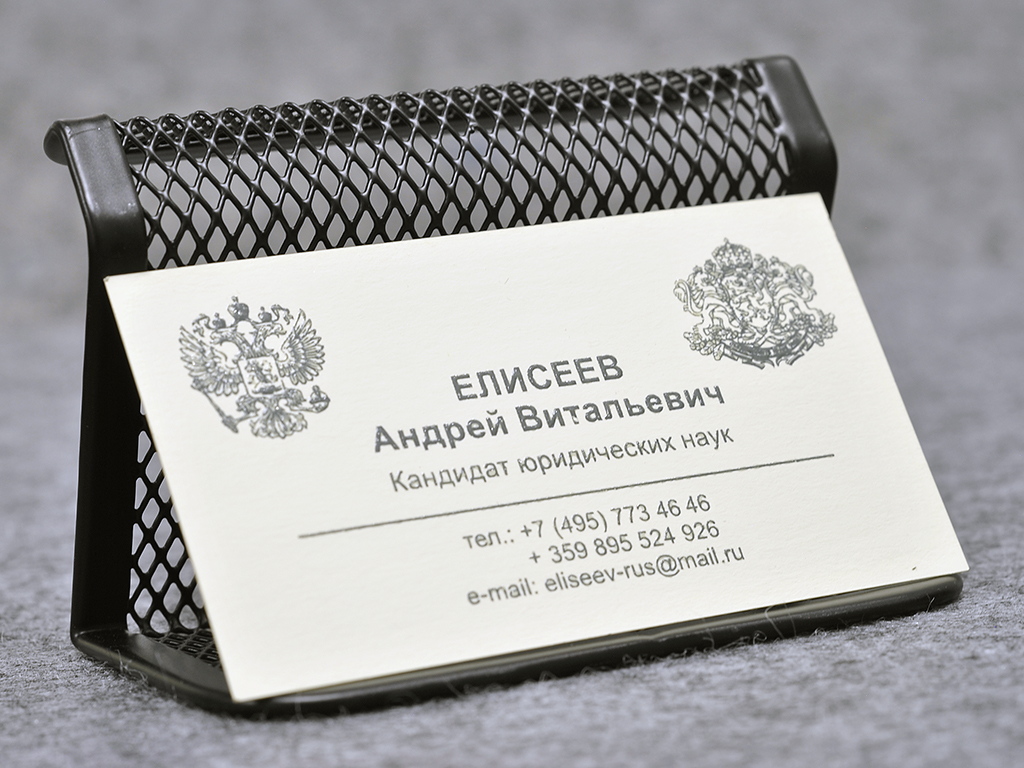 ЕЛИСЕЕВ
Андрей Витальевич
Кандидат юридических наук
тел.: +7 (495) 773 46 46
+ 359 895 524 926
e-mail: eliseev-rus@mail.ru